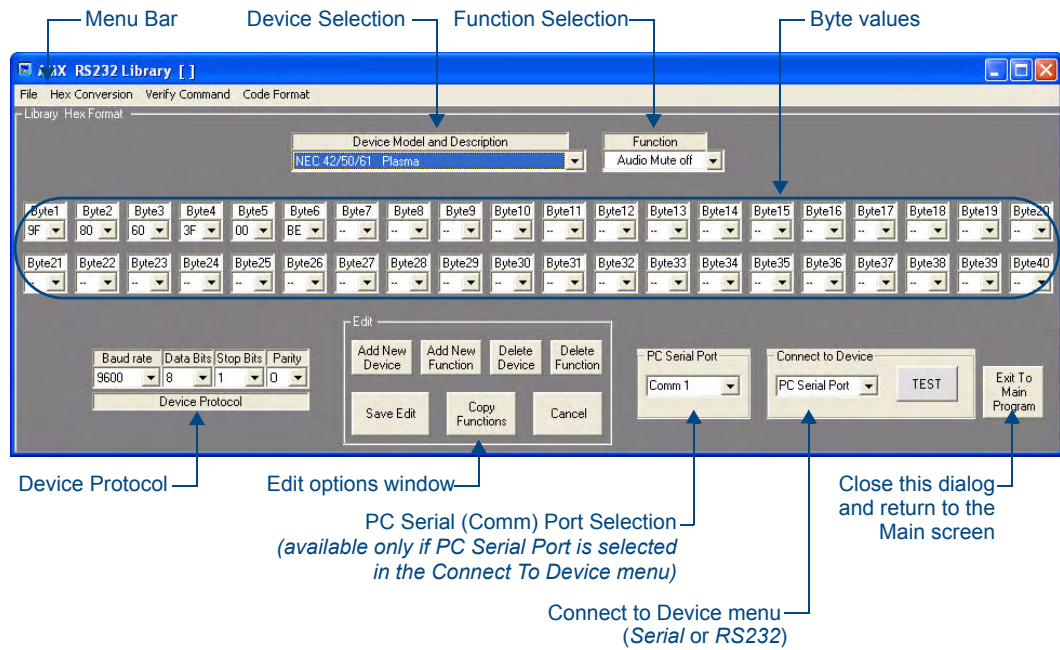 Menu Bar Device Selection Function Selection Byte values
AMX RS232 Library [ ]
File Hex Conversion Verify Command Code Format
Library Hex Format
Device Model and Description Function
NEC 42/50/61 Plasma Audio Mute off
Byte1 Byte2 Byte3 Byte4 Byte5 Byte6 Byte7 Byte8 Byte9 Byte10 Byte11 Byte12 Byte13 Byte14 Byte15 Byte16 Byte17 Byte18 Byte19 Byte20
9F 80 60 3F 00 BE -- -- -- -- -- -- -- -- -- -- -- -- -- --
Byte21 Byte22 Byte23 Byte24 Byte25 Byte26 Byte27 Byte28 Byte29 Byte30 Byte31 Byte32 Byte33 Byte34 Byte35 Byte36 Byte37 Byte38 Byte39 Byte40
-- -- -- -- -- -- -- -- -- -- -- -- -- -- -- -- -- -- -- --
Baud rate Data Bits Stop Bits Parity
9600 8 1 O
Device Protocol
Edit
Add New
Device
Add New
Function
Delete
Device
Delete
Function
Save Edit
Copy
Functions
Cancel
PC Serial Port
Comm 1
Connect to Device
PC Serial Port TEST
Exit To
Main
Program
Device Protocol
Edit options window
Close this dialog
and return to the
Main screen
PC Serial (Comm) Port Selection
(available only if PC Serial Port is selected
in the Connect To Device menu)
Connect to Device menu
(Serial or RS232)